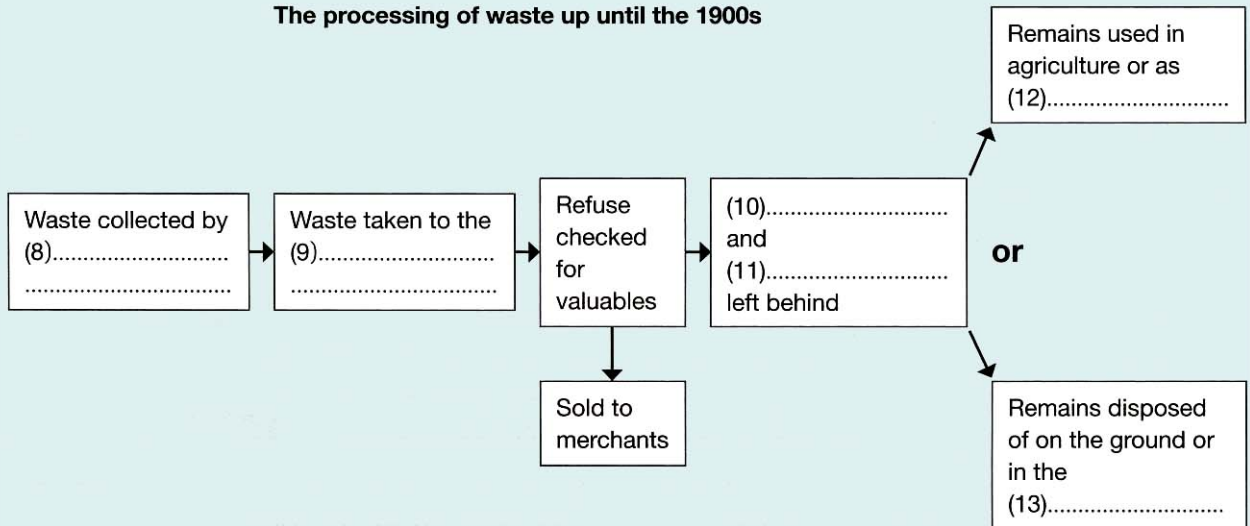 The processing of waste up until the 1900s
Waste collected by
(8)..............................
...................................
Waste taken to the
(9)..............................
...................................
Refuse
checked
for
valuables
Sold to
merchants
(10)...............................
and
(11)...............................
left behind
or
Remains used in
agriculture or as
(12)...............................
Remains disposed
of on the ground or
in the
(13)..............................